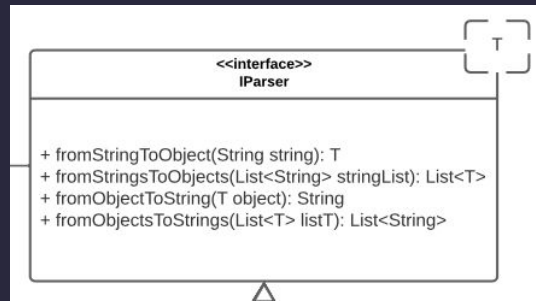 T
<<interface>>
IParser
+ fromStringToObject(String string): T
+ fromStringsToObjects(List<String> stringList): List<T>
+ fromObjectToString(T object): String
+ fromObjectsToStrings(List<T> listT): List<String>